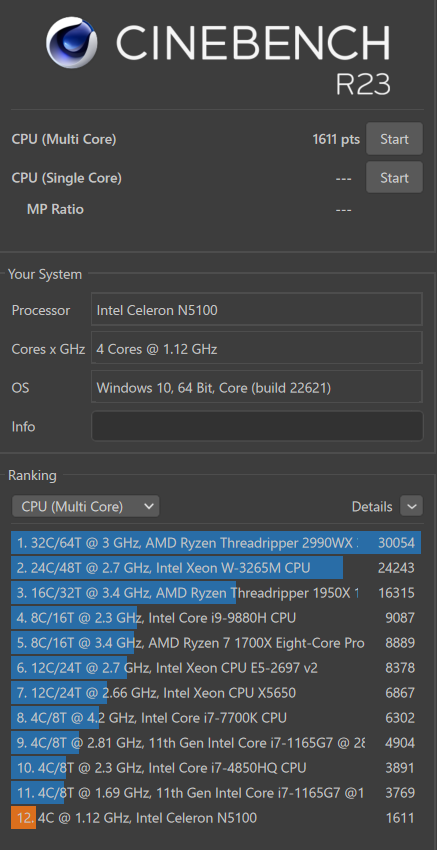 CINEBENCH
R23
CPU (Multi Core) 1611 pts Start
CPU (Single Core) --- Start
MP Ratio ---
Your System
Processor Intel Celeron N5100
Cores x GHz 4 Cores @ 1.12 GHz
OS Windows 10, 64 Bit, Core (build 22621)
Info
Ranking
CPU (Multi Core) Details
1. 32C/64T @ 3 GHz, AMD Ryzen Threadripper 2990WX 30054
2. 24C/48T @ 2.7 GHz, Intel Xeon W-3265M CPU 24243
3. 16C/32T @ 3.4 GHz, AMD Ryzen Threadripper 1950X 1 16315
4. 8C/16T @ 2.3 GHz, Intel Core i9-9880H CPU 9087
5. 8C/16T @ 3.4 GHz, AMD Ryzen 7 1700X Eight-Core Pro 8889
6. 12C/24T @ 2.7 GHz, Intel Xeon CPU E5-2697 v2 8378
7. 12C/24T @ 2.66 GHz, Intel Xeon CPU X5650 6867
8. 4C/8T @ 4.2 GHz, Intel Core i7-7700K CPU 6302
9. 4C/8T @ 2.81 GHz, 11th Gen Intel Core i7-1165G7 @ 28 4904
10. 4C/8T @ 2.3 GHz, Intel Core i7-4850HQ CPU 3891
11. 4C/8T @ 1.69 GHz, 11th Gen Intel Core i7-1165G7 @1 3769
12. 4C @ 1.12 GHz, Intel Celeron N5100 1611